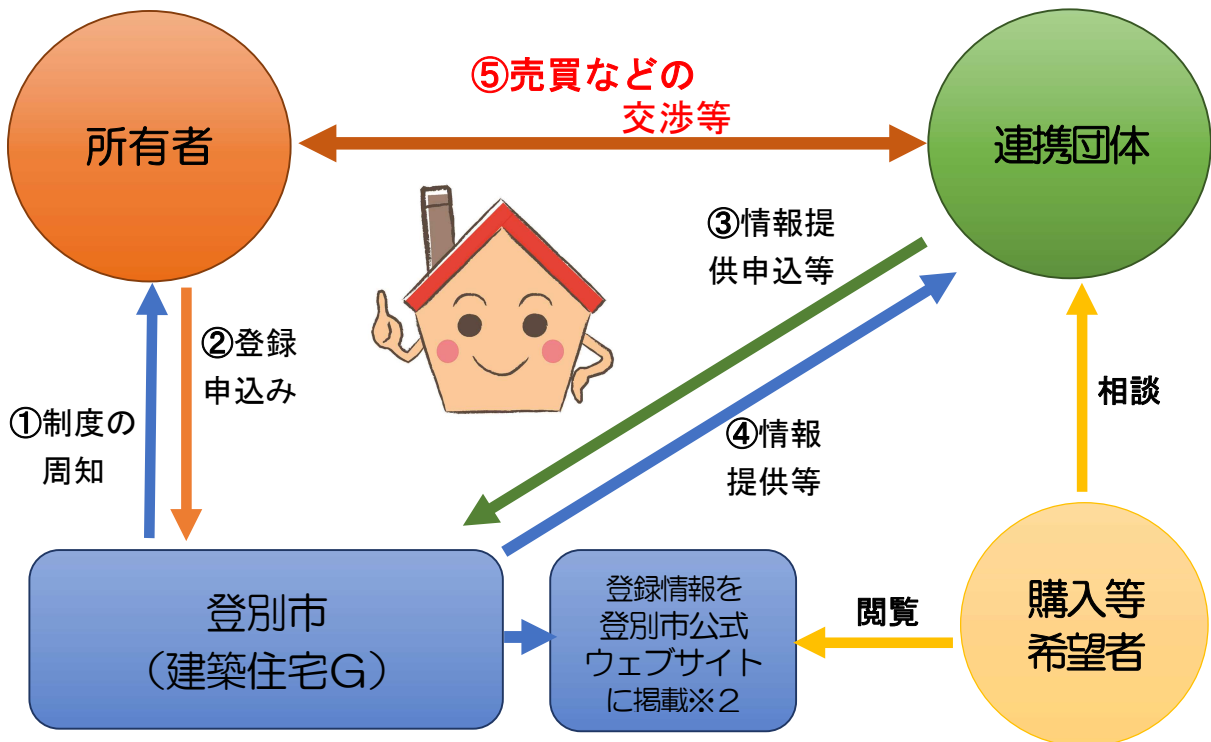 ⑤売買などの
交渉等
所有者
連携団体
③情報提
供申込等
②登録
申込み
①制度の
周知
④情報
提供等
相談
登別市
（建築住宅G）
登録情報を
登別市公式
ウェブサイト
に掲載※２
閲覧
購入等
希望者